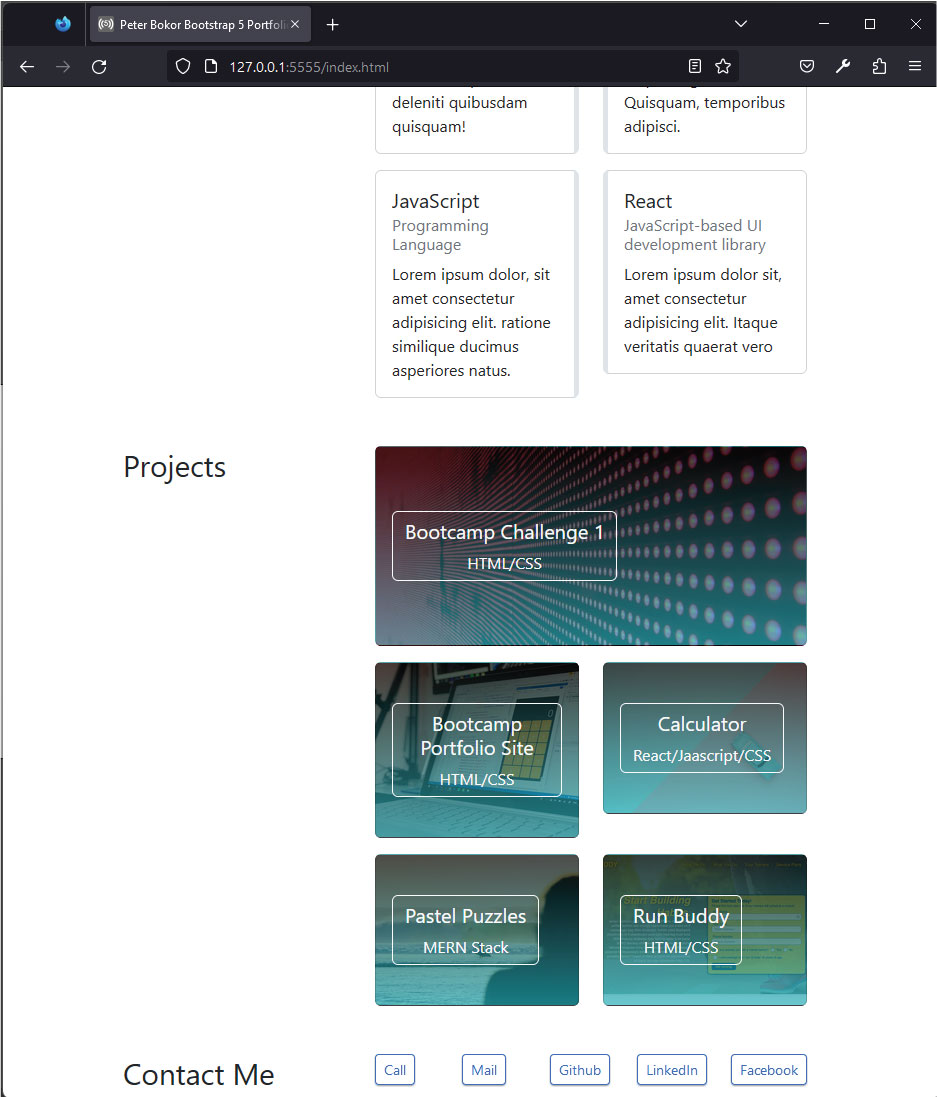 Peter Bokor Bootstrap 5 Portfoli
127.0.0.1:5555/index.html
deleniti quibusdam
quisquam!
Quisquam, temporibus
adipisci.
JavaScript
Programming
Language
Lorem ipsum dolor, sit
amet consectetur
adipisicing elit. ratione
similique ducimus
asperiores natus.
React
JavaScript-based UI
development library
Lorem ipsum dolor sit,
amet consectetur
adipisicing elit. Itaque
veritatis quaerat vero
Projects
Bootcamp Challenge 1
HTML/CSS
Bootcamp
Portfolio Site
HTML/CSS
Calculator
React/Jaascript/CSS
Pastel Puzzles
MERN Stack
Start Building
Run Buddy
HTML/CSS
Contact Me
Call
Mail
Github
LinkedIn
Facebook